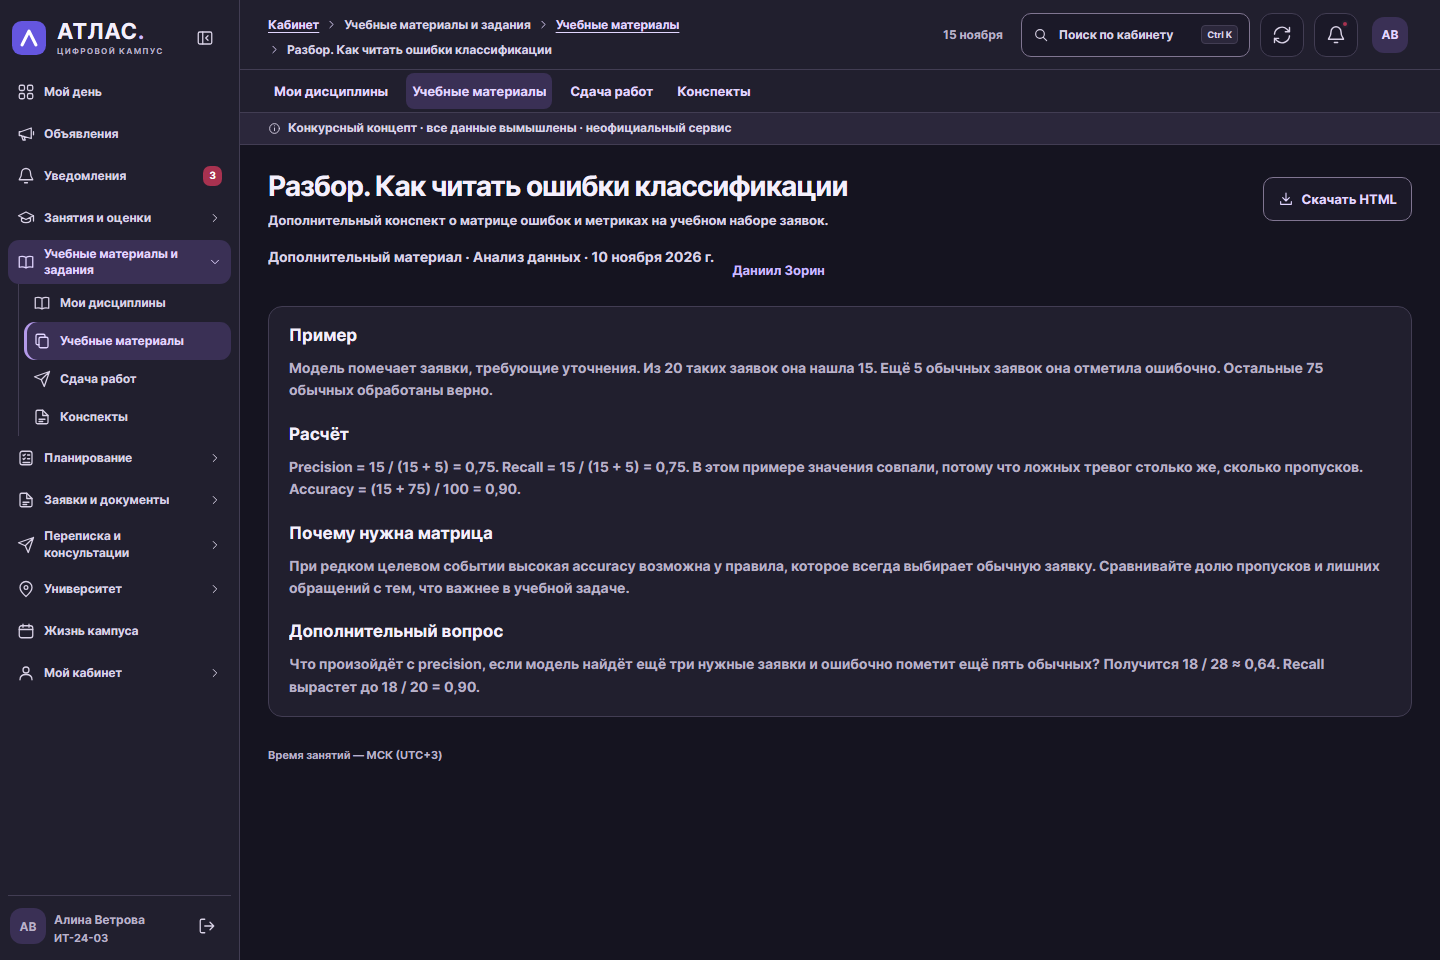 АТЛАС.
ЦИФРОВОЙ КАМПУС
Мой день
Объявления
Уведомления
3
Занятия и оценки
Учебные материалы и
задания
Мои дисциплины
Учебные материалы
Сдача работ
Конспекты
Планирование
Заявки и документы
Переписка и
консультации
Университет
Жизнь кампуса
Мой кабинет
АВ
Алина Ветрова
ИТ-24-03
Кабинет
Учебные материалы и задания
Учебные материалы
Разбор. Как читать ошибки классификации
15 ноября
Поиск по кабинету
Ctrl K
АВ
Мои дисциплины
Учебные материалы
Сдача работ
Конспекты
Конкурсный концепт · все данные вымышлены · неофициальный сервис
Разбор. Как читать ошибки классификации
Дополнительный конспект о матрице ошибок и метриках на учебном наборе заявок.
Скачать HTML
Дополнительный материал · Анализ данных · 10 ноября 2026 г.
Даниил Зорин
Пример
Модель помечает заявки, требующие уточнения. Из 20 таких заявок она нашла 15. Ещё 5 обычных заявок она отметила ошибочно. Остальные 75
обычных обработаны верно.
Расчёт
Precision = 15 / (15 + 5) = 0,75. Recall = 15 / (15 + 5) = 0,75. В этом примере значения совпали, потому что ложных тревог столько же, сколько пропусков.
Accuracy = (15 + 75) / 100 = 0,90.
Почему нужна матрица
При редком целевом событии высокая accuracy возможна у правила, которое всегда выбирает обычную заявку. Сравнивайте долю пропусков и лишних
обращений с тем, что важнее в учебной задаче.
Дополнительный вопрос
Что произойдёт с precision, если модель найдёт ещё три нужные заявки и ошибочно пометит ещё пять обычных? Получится 18 / 28 ≈ 0,64. Recall
вырастет до 18 / 20 = 0,90.
Время занятий — МСК (UTC+3)